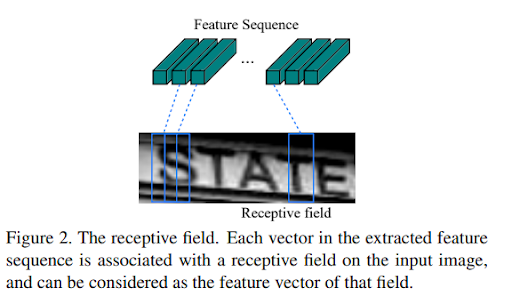 Feature Sequence
...
STATE
Receptive field
Figure 2. The receptive field. Each vector in the extracted feature
sequence is associated with a receptive field on the input image,
and can be considered as the feature vector of that field.